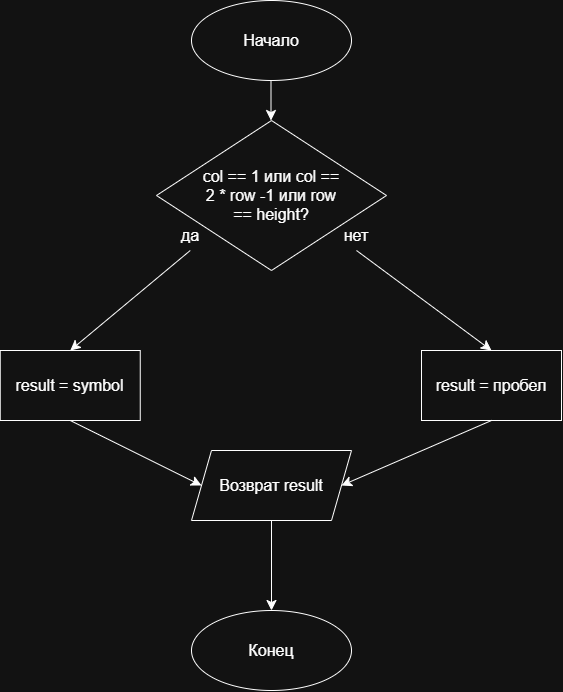 Начало
col == 1 или col ==
2 * row -1 или row
== height?
да
нет
result = symbol
result = пробел
Возврат result
Конец